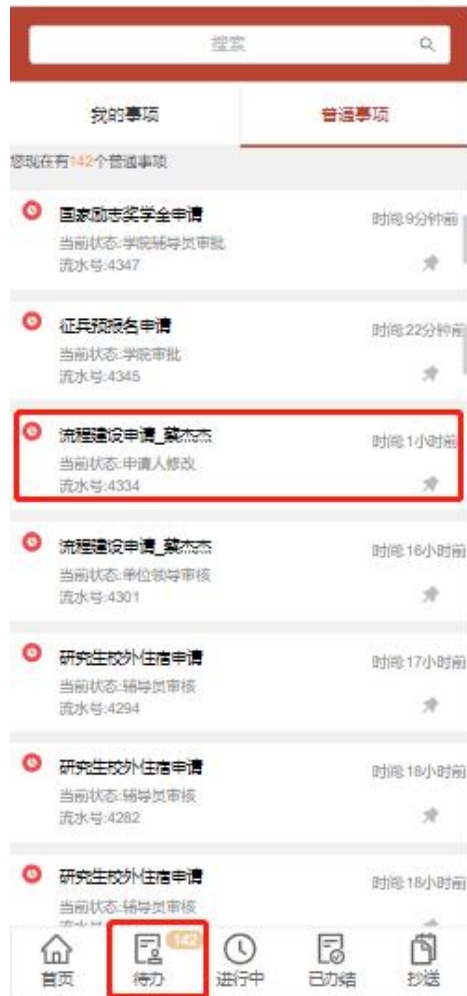 搜索
我的事项 普通事项
您现在有142个普通事项
国家励志奖学金申请 时间:9分钟前
当前状态:学院辅导员审批
流水号:4347
征兵预报名申请 时间:22分钟前
当前状态:学院审批
流水号:4345
流程建设申请_蔡杰杰 时间:1小时前
当前状态:申请人修改
流水号:4334
流程建设申请_蔡杰杰 时间:16小时前
当前状态:单位领导审核
流水号:4301
研究生校外住宿申请 时间:17小时前
当前状态:辅导员审核
流水号:4294
研究生校外住宿申请 时间:18小时前
当前状态:辅导员审核
流水号:4282
研究生校外住宿申请 时间:18小时前
当前状态:辅导员审核
142
首页 待办 进行中 已办结 抄送